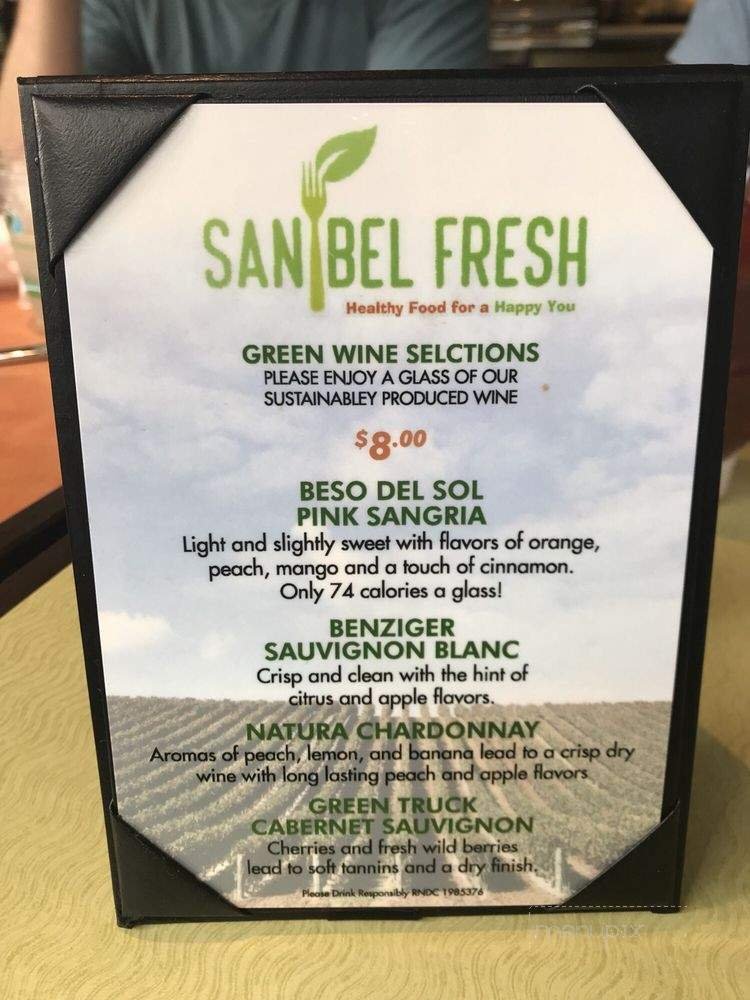 SANIBEL FRESH
Healthy Food for a Happy You
GREEN WINE SELCTIONS
PLEASE ENJOY A GLASS OF OUR
SUSTAINABLEY PRODUCED WINE
$8.00
BESO DEL SOL
PINK SANGRIA
Light and slightly sweet with flavors of orange,
peach, mango and a touch of cinnamon.
Only 74 calories a glass!
BENZIGER
SAUVIGNON BLANC
Crisp and clean with the hint of
citrus and apple flavors.
NATURA CHARDONNAY
Aromas of peach, lemon, and banana lead to a crisp dry
wine with long lasting peach and apple flavors
GREEN TRUCK
CABERNET SAUVIGNON
Cherries and fresh wild berries
lead to soft tannins and a dry finish.
Please Drink Responsibly RNDC 1985376
menupix